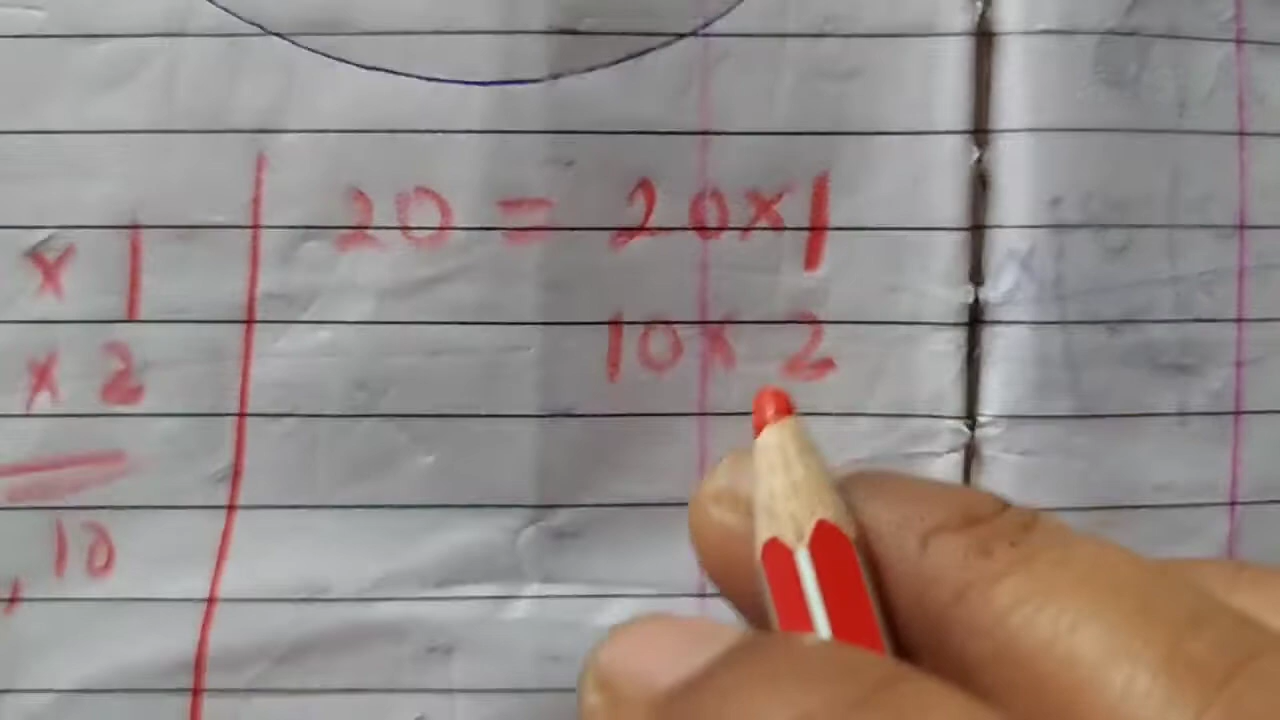 x 1
x 2
, 10
20 = 20x1
10x 2